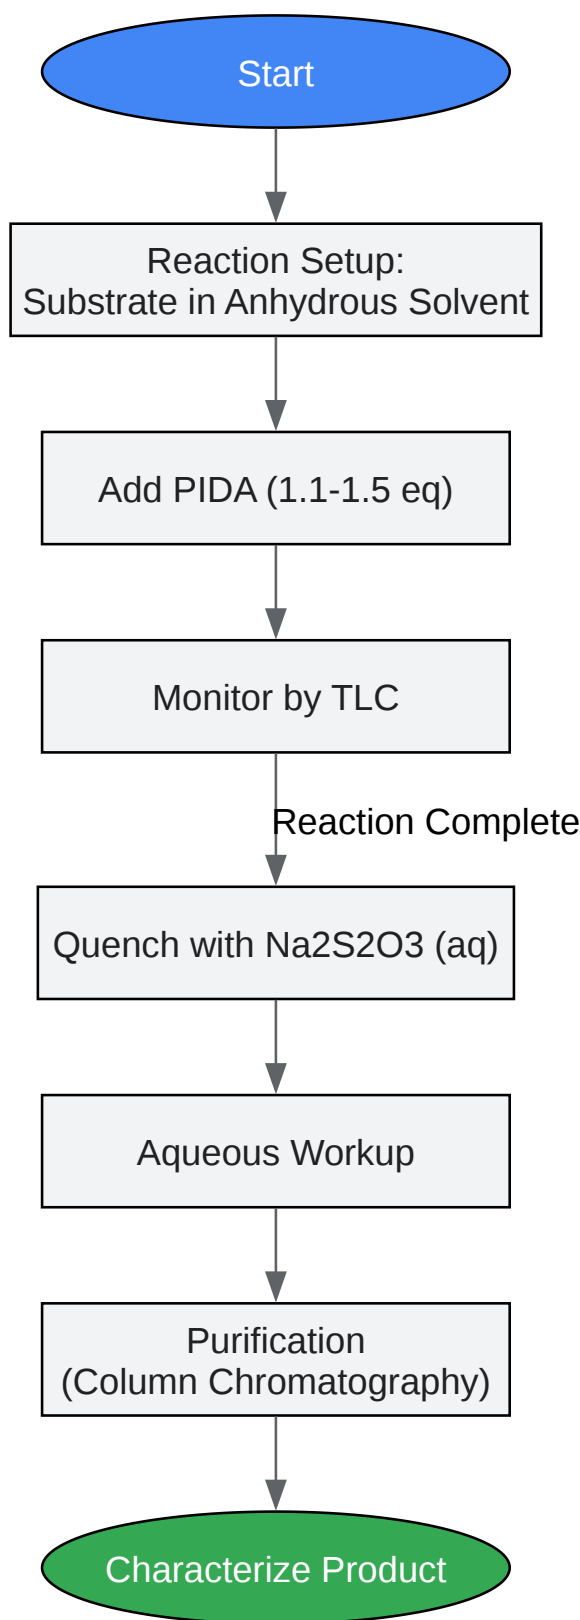 Start
Reaction Setup:
Substrate in Anhydrous Solvent
Add PIDA (1.1-1.5 eq)
Monitor by TLC
Reaction Complete
Quench with Na2S2O3 (aq)
Aqueous Workup
Purification
(Column Chromatography)
Characterize Product